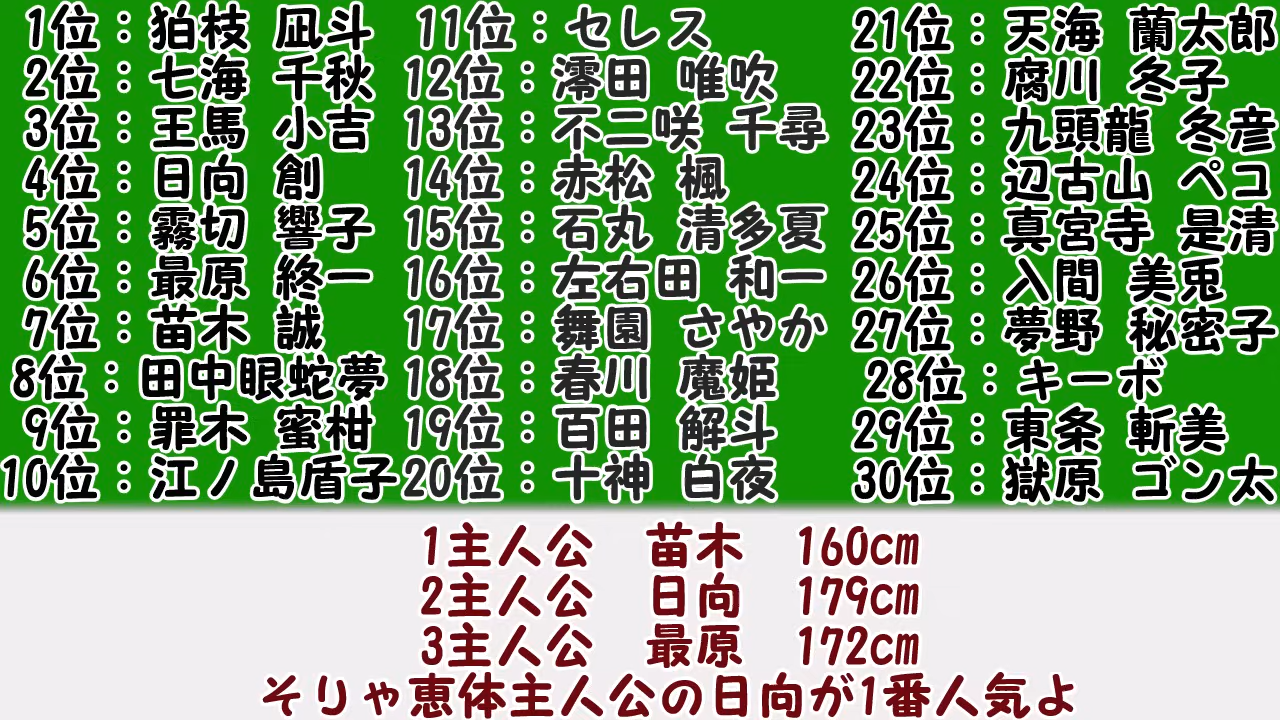 1位：狛枝 凪斗
2位：七海 千秋
3位：王馬 小吉
4位：日向 創
5位：霧切 響子
6位：最原 終一
7位：苗木 誠
8位：田中眼蛇夢
9位：罪木 蜜柑
10位：江ノ島盾子
11位：セレス
12位：澪田 唯吹
13位：不二咲 千尋
14位：赤松 楓
15位：石丸 清多夏
16位：左右田 和一
17位：舞園 さやか
18位：春川 魔姫
19位：百田 解斗
20位：十神 白夜
21位：天海 蘭太郎
22位：腐川 冬子
23位：九頭龍 冬彦
24位：辺古山 ペコ
25位：真宮寺 是清
26位：入間 美兎
27位：夢野 秘密子
28位：キーボ
29位：東条 斬美
30位：獄原 ゴン太
1主人公 苗木 160cm
2主人公 日向 179cm
3主人公 最原 172cm
そりゃ恵体主人公の日向が1番人気よ